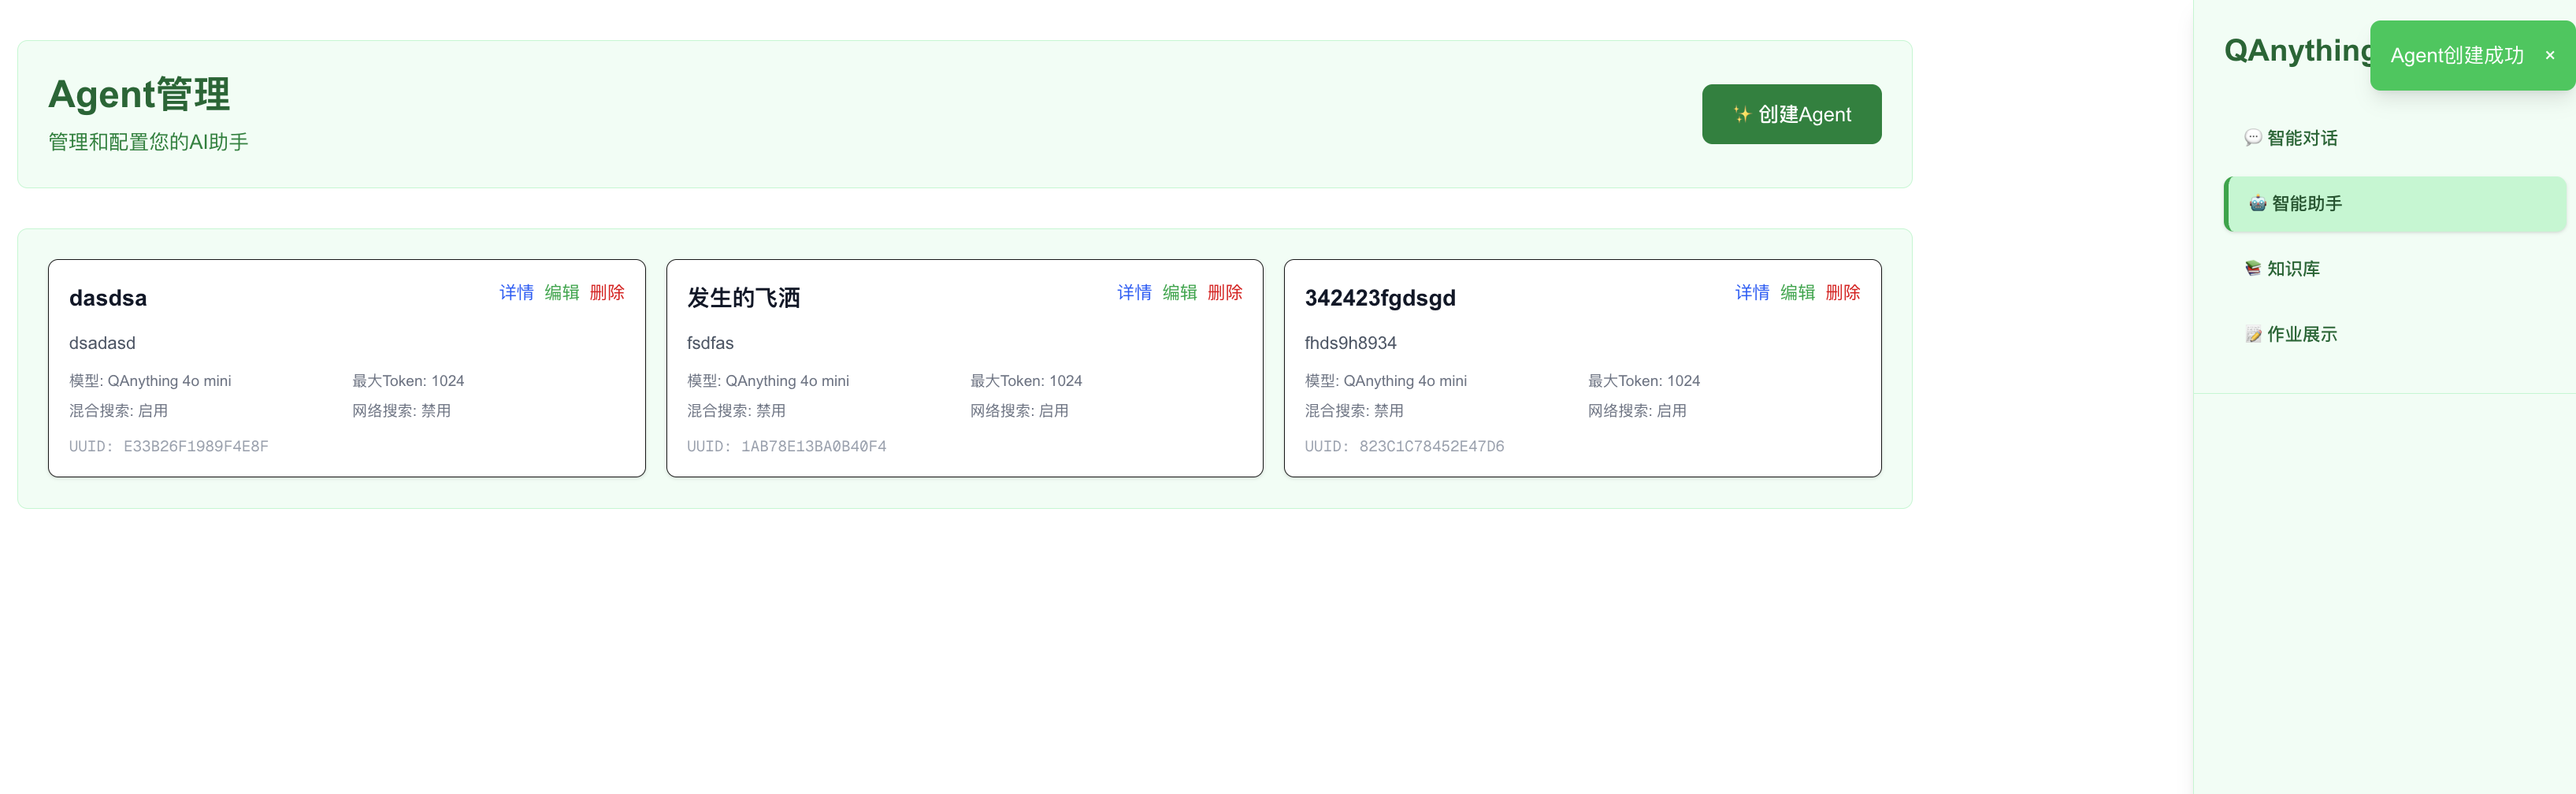 Agent管理
管理和配置您的AI助手
✨ 创建Agent
dasdsa
详情 编辑 删除
dsadasd
模型: QAnything 4o mini
最大Token: 1024
混合搜索: 启用
网络搜索: 禁用
UUID: E33B26F1989F4E8F
发生的飞洒
详情 编辑 删除
fsdfas
模型: QAnything 4o mini
最大Token: 1024
混合搜索: 禁用
网络搜索: 启用
UUID: 1AB78E13BA0B40F4
342423fgdsgd
详情 编辑 删除
fhds9h8934
模型: QAnything 4o mini
最大Token: 1024
混合搜索: 禁用
网络搜索: 启用
UUID: 823C1C78452E47D6
QAnything
Agent创建成功 ×
💬 智能对话
🤖 智能助手
📚 知识库
📝 作业展示